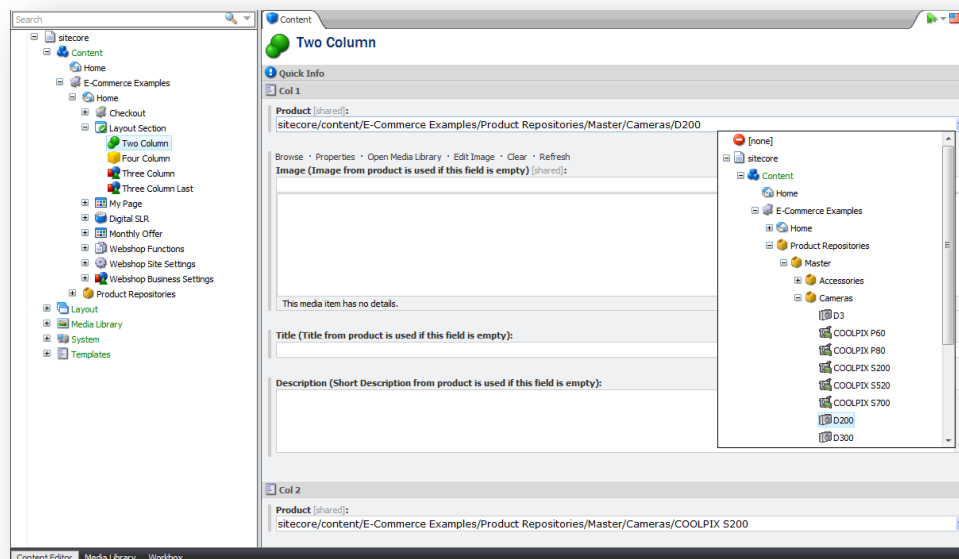 Search
sitecore
Content
Home
E-Commerce Examples
Home
Checkout
Layout Section
Two Column
Four Column
Three Column
Three Column Last
My Page
Digital SLR
Monthly Offer
Webshop Functions
Webshop Site Settings
Webshop Business Settings
Product Repositories
Layout
Media Library
System
Templates
Content
Two Column
Quick Info
Col 1
Product [shared]:
sitecore/content/E-Commerce Examples/Product Repositories/Master/Cameras/D200
Browse · Properties · Open Media Library · Edit Image · Clear · Refresh
Image (Image from product is used if this field is empty) [shared]:
This media item has no details.
Title (Title from product is used if this field is empty):
Description (Short Description from product is used if this field is empty):
[none]
sitecore
Content
Home
E-Commerce Examples
Home
Product Repositories
Master
Accessories
Cameras
D3
COOLPIX P60
COOLPIX P80
COOLPIX S200
COOLPIX S520
COOLPIX S700
D200
D300
Col 2
Product [shared]:
sitecore/content/E-Commerce Examples/Product Repositories/Master/Cameras/COOLPIX S200
Content Editor Media Library Workbox